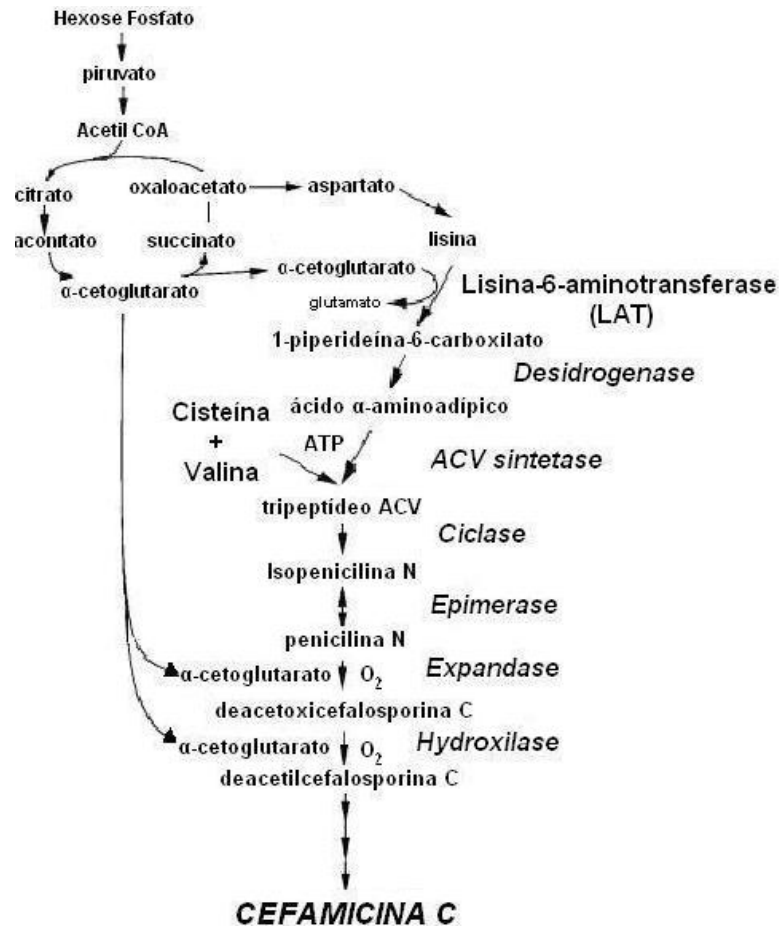 Hexose Fosfato
piruvato
Acetil CoA
citrato
oxaloacetato
aspartato
aconitato
succinato
lisina
α-cetoglutarato
α-cetoglutarato
glutamato
Lisina-6-aminotransferase
(LAT)
1-piperideína-6-carboxilato
Desidrogenase
ácido α-aminoadípico
Cisteína
+
Valina
ATP
ACV sintetase
tripeptídeo ACV
Ciclase
Isopenicilina N
Epimerase
penicilina N
Expandase
α-cetoglutarato
O2
deacetoxicefalosporina C
α-cetoglutarato
O2
Hydroxilase
deacetilcefalosporina C
CEFAMICINA C